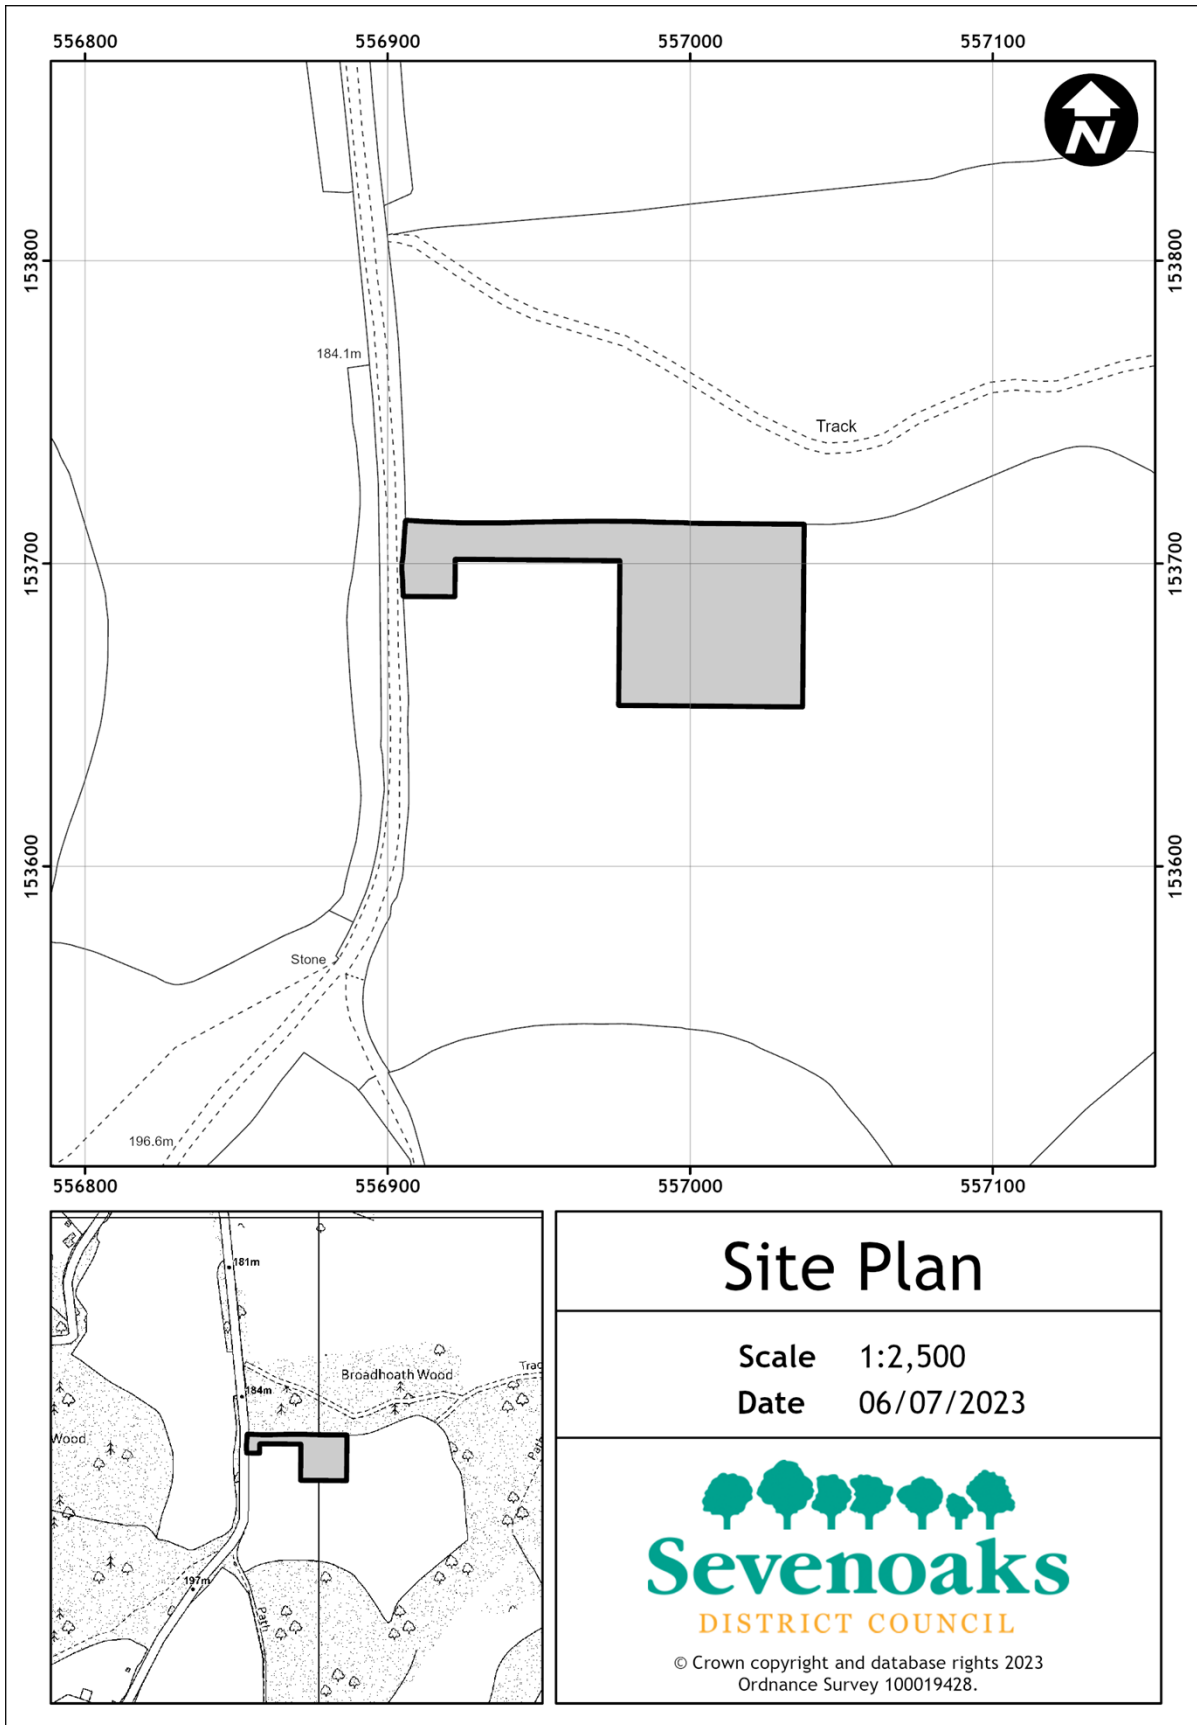 556800
556900
557000
557100
N
153800
153800
184.1m
Track
153700
153700
153600
153600
Stone
196.6m
556800
556900
557000
557100
181m
Broadhoath Wood
Trac
184m
Wood
Path
197m
Path
Site Plan
Scale 1:2,500
Date 06/07/2023
Sevenoaks
DISTRICT COUNCIL
© Crown copyright and database rights 2023
Ordnance Survey 100019428.